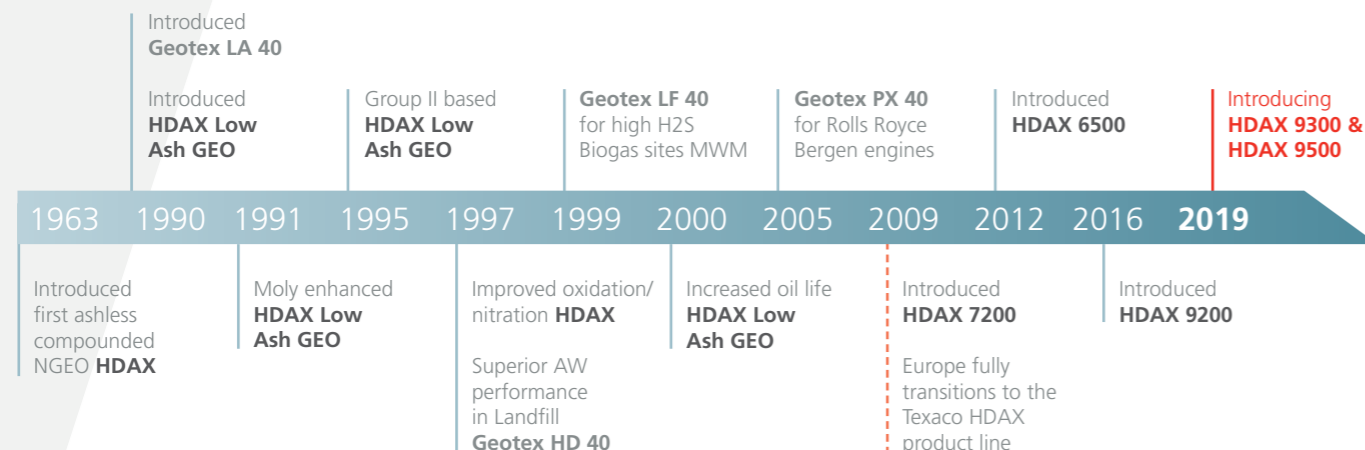 Introduced
Geotex LA 40
Introduced
HDAX Low
Ash GEO
Group II based
HDAX Low
Ash GEO
Geotex LF 40
for high H2S
Biogas sites MWM
Geotex PX 40
for Rolls Royce
Bergen engines
Introduced
HDAX 6500
Introducing
HDAX 9300 &
HDAX 9500
1963 1990 1991 1995 1997 1999 2000 2005 2009 2012 2016 2019
Introduced
first ashless
compounded
NGEO HDAX
Moly enhanced
HDAX Low
Ash GEO
Improved oxidation/
nitration HDAX
Superior AW
performance
in Landfill
Geotex HD 40
Increased oil life
HDAX Low
Ash GEO
Introduced
HDAX 7200
Europe fully
transitions to the
Texaco HDAX
product line
Introduced
HDAX 9200